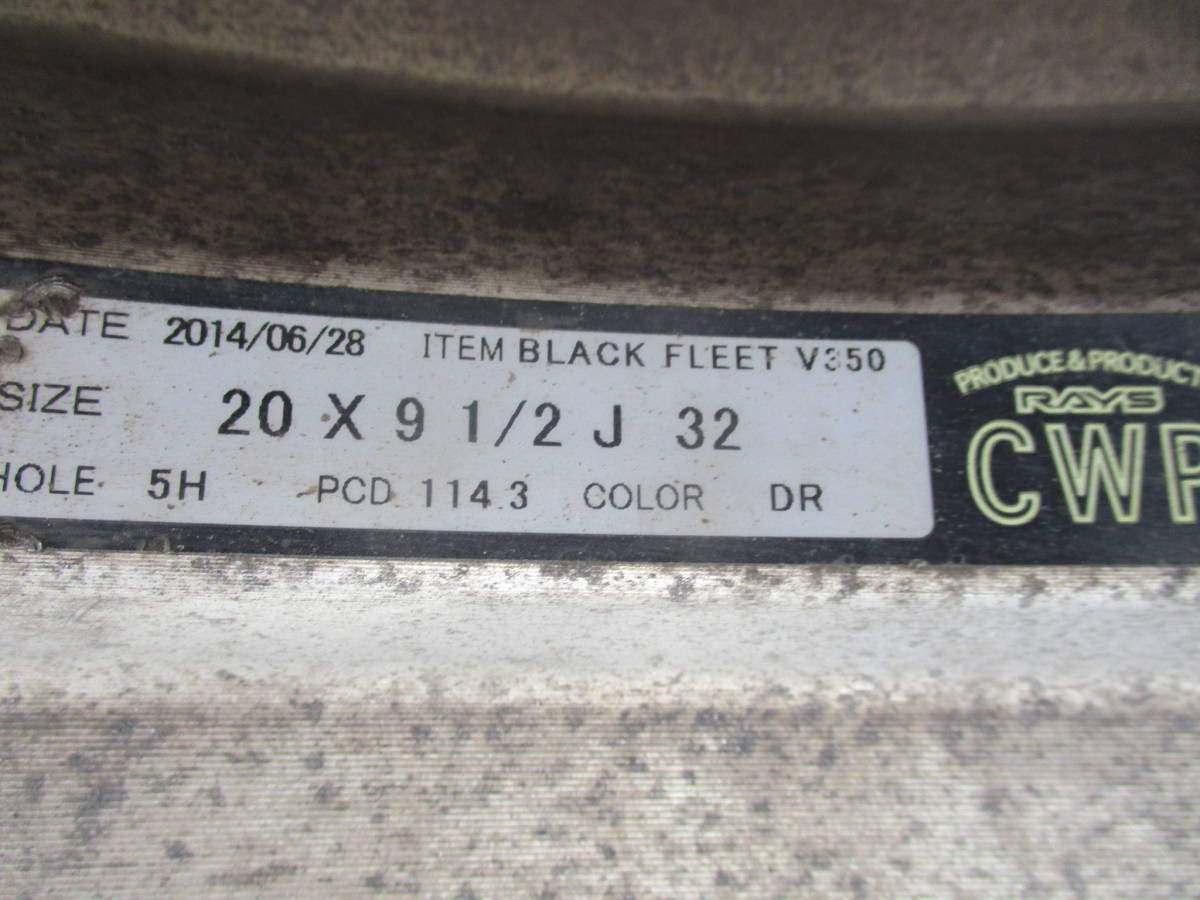 DATE 2014/06/28 ITEM BLACK FLEET V350
SIZE 20 X 9 1/2 J 32
HOLE 5H PCD 114.3 COLOR DR
PRODUCE & PRODUCT
RAYS
CWP